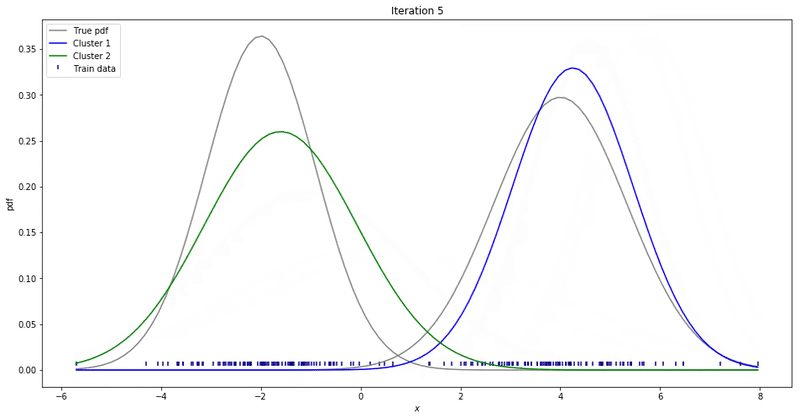 Iteration 5
True pdf
Cluster 1
Cluster 2
Train data
pdf
0.35
0.30
0.25
0.20
0.15
0.10
0.05
0.00
−6 −4 −2 0 2 4 6 8
x